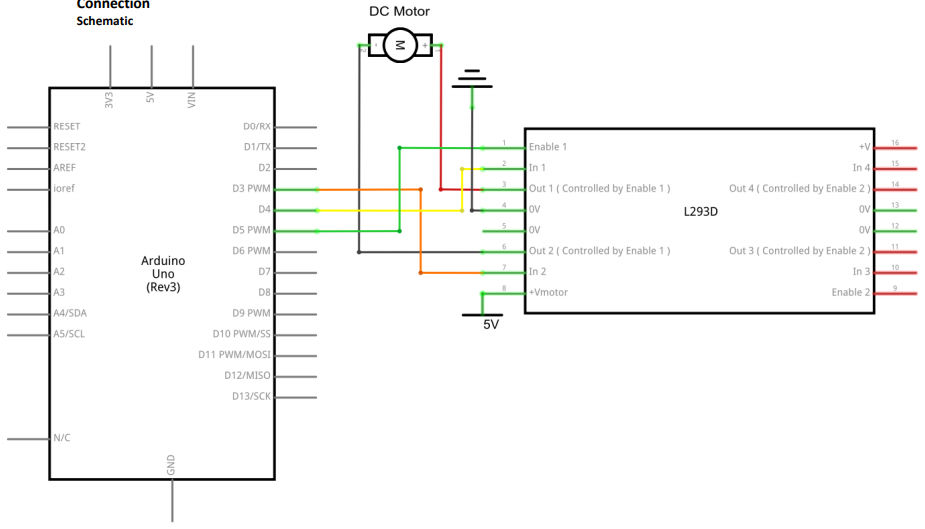 Connection
Schematic
DC Motor
- M +
2
1
3V3
5V
VIN
RESET
RESET2
AREF
ioref
A0
A1
A2
A3
A4/SDA
A5/SCL
N/C
Arduino
Uno
(Rev3)
D0/RX
D1/TX
D2
D3 PWM
D4
D5 PWM
D6 PWM
D7
D8
D9 PWM
D10 PWM/SS
D11 PWM/MOSI
D12/MISO
D13/SCK
GND
1 Enable 1
2 In 1
3 Out 1 ( Controlled by Enable 1 )
4 0V
5 0V
6 Out 2 ( Controlled by Enable 1 )
7 In 2
8 +Vmotor
5V
L293D
+V 16
In 4 15
Out 4 ( Controlled by Enable 2 ) 14
0V 13
0V 12
Out 3 ( Controlled by Enable 2 ) 11
In 3 10
Enable 2 9